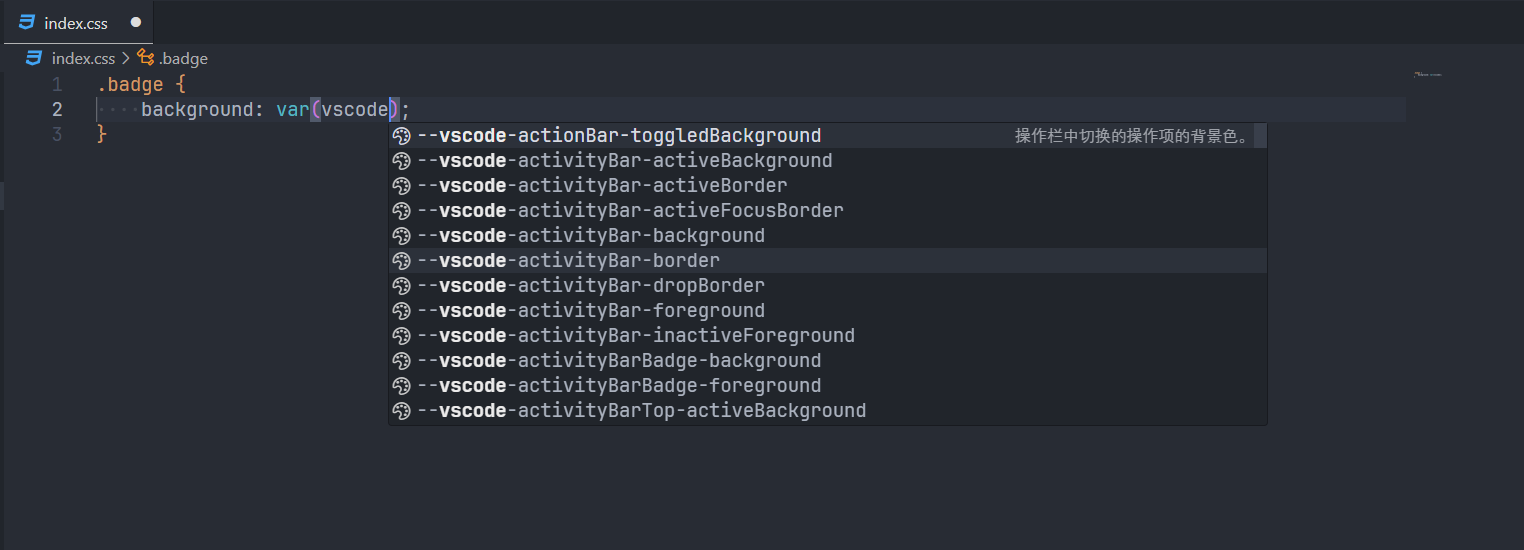 index.css
index.css > .badge
1 .badge {
2 ····background: var(vscode);
3 }
--vscode-actionBar-toggledBackground 操作栏中切换的操作项的背景色。
--vscode-activityBar-activeBackground
--vscode-activityBar-activeBorder
--vscode-activityBar-activeFocusBorder
--vscode-activityBar-background
--vscode-activityBar-border
--vscode-activityBar-dropBorder
--vscode-activityBar-foreground
--vscode-activityBar-inactiveForeground
--vscode-activityBarBadge-background
--vscode-activityBarBadge-foreground
--vscode-activityBarTop-activeBackground